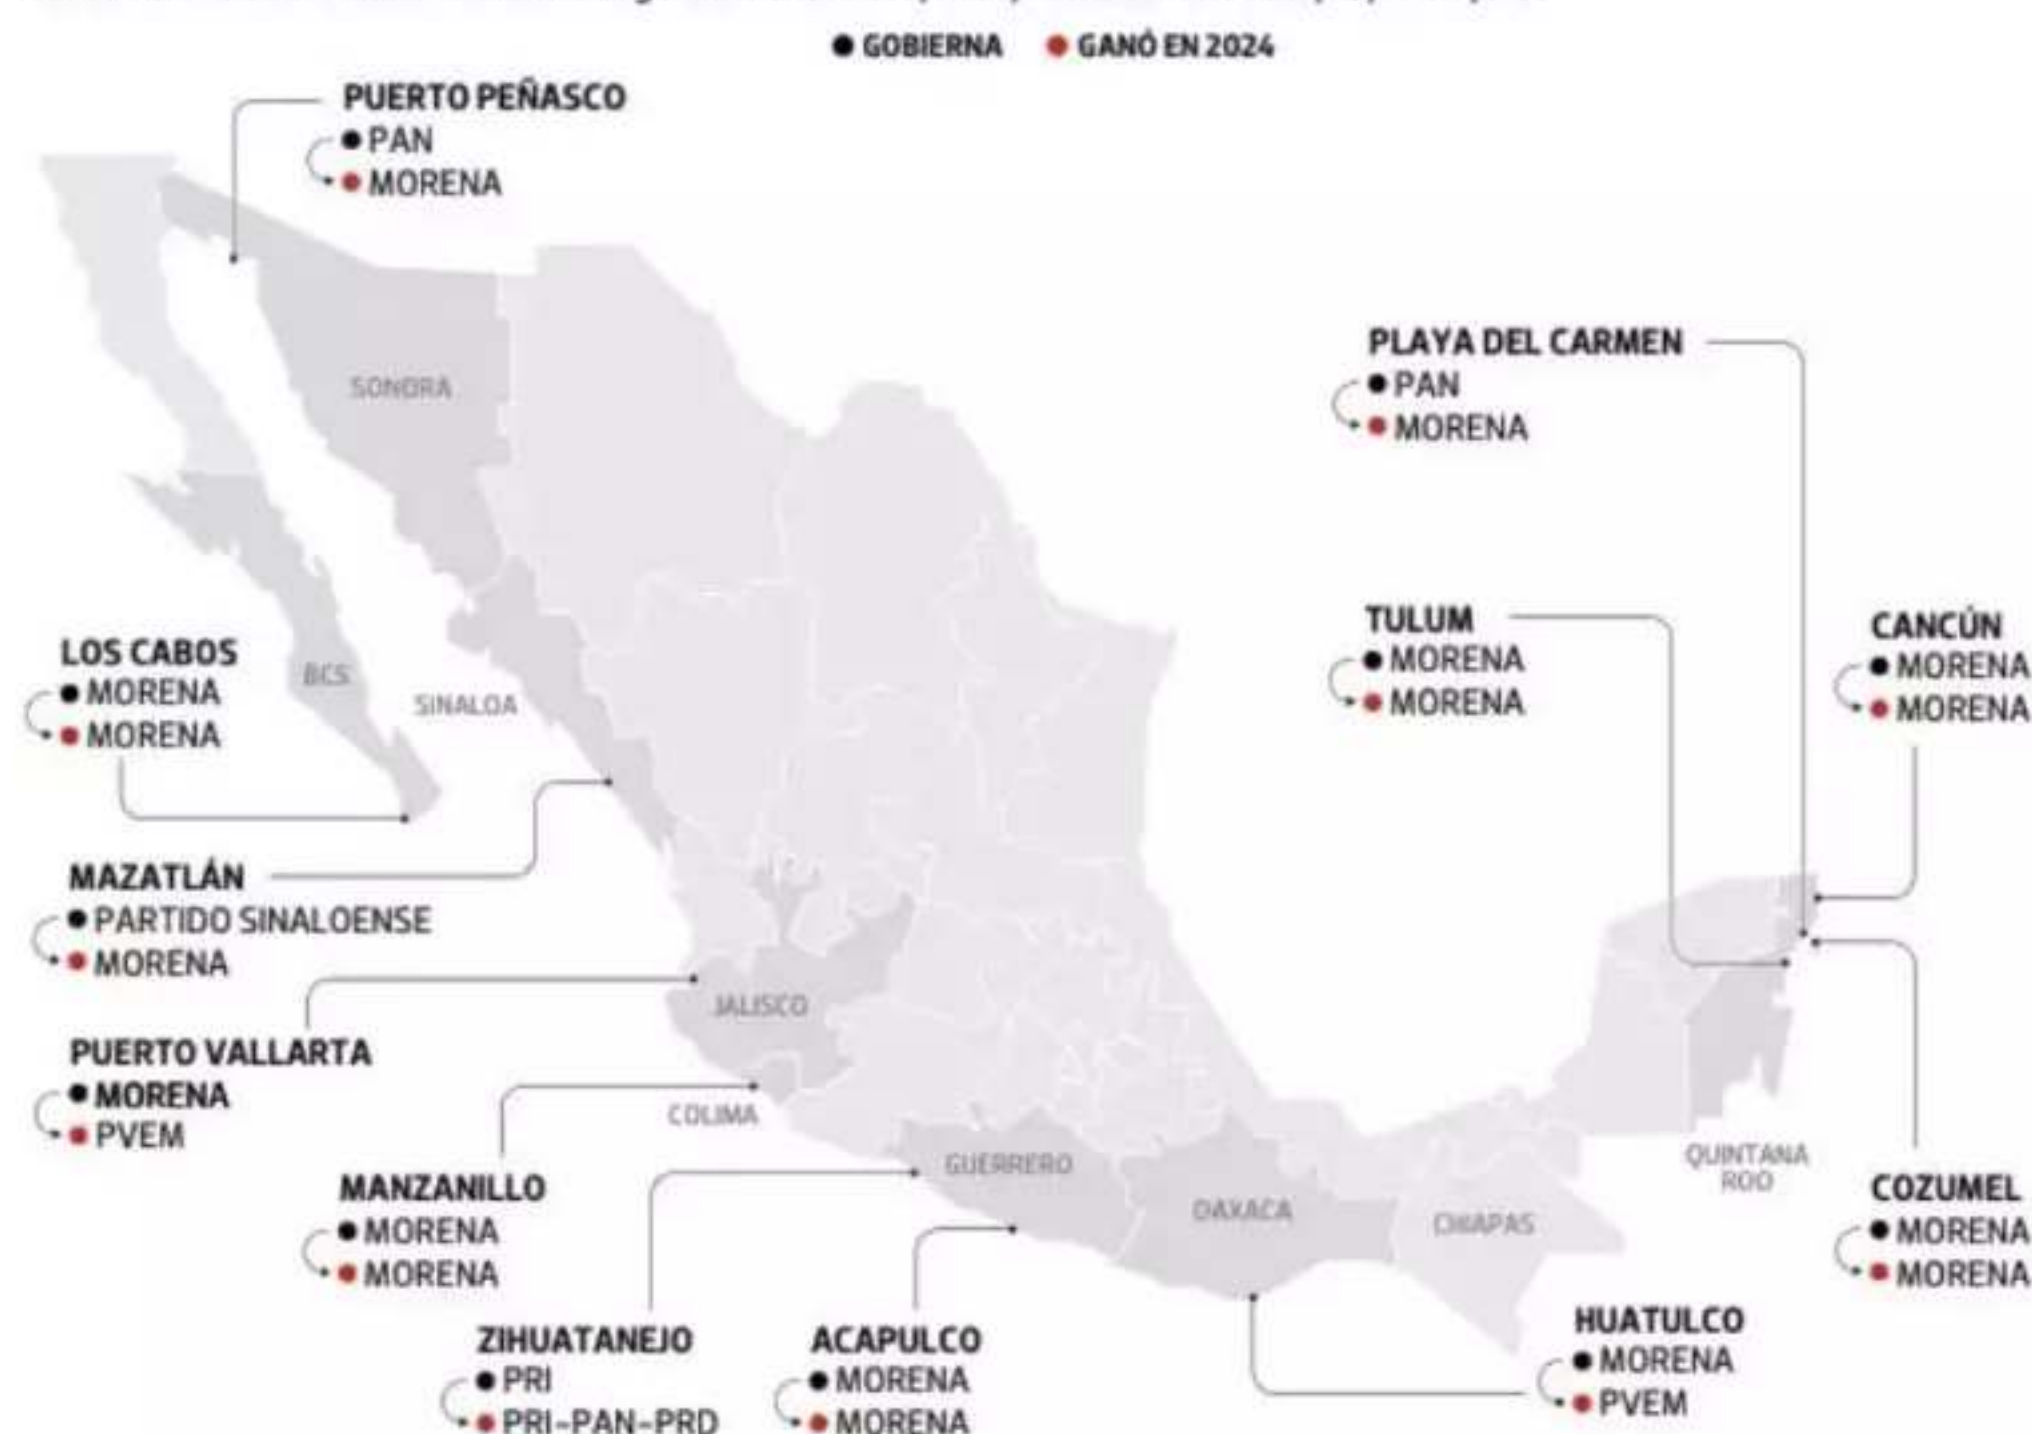 GOBIERNA GANÓ EN 2024
PUERTO PEÑASCO
PAN
MORENA
SONORA
PLAYA DEL CARMEN
PAN
MORENA
TULUM
MORENA
MORENA
CANCÚN
MORENA
MORENA
LOS CABOS
MORENA
MORENA
BCS
SINALOA
MAZATLÁN
PARTIDO SINALOENSE
MORENA
JALISCO
PUERTO VALLARTA
MORENA
PVEM
COLIMA
MANZANILLO
MORENA
MORENA
GUERRERO
OAXACA
CHIAPAS
QUINTANA
ROO
COZUMEL
MORENA
MORENA
ZIHUATANEJO
PRI
PRI-PAN-PRD
ACAPULCO
MORENA
MORENA
HUATULCO
MORENA
PVEM